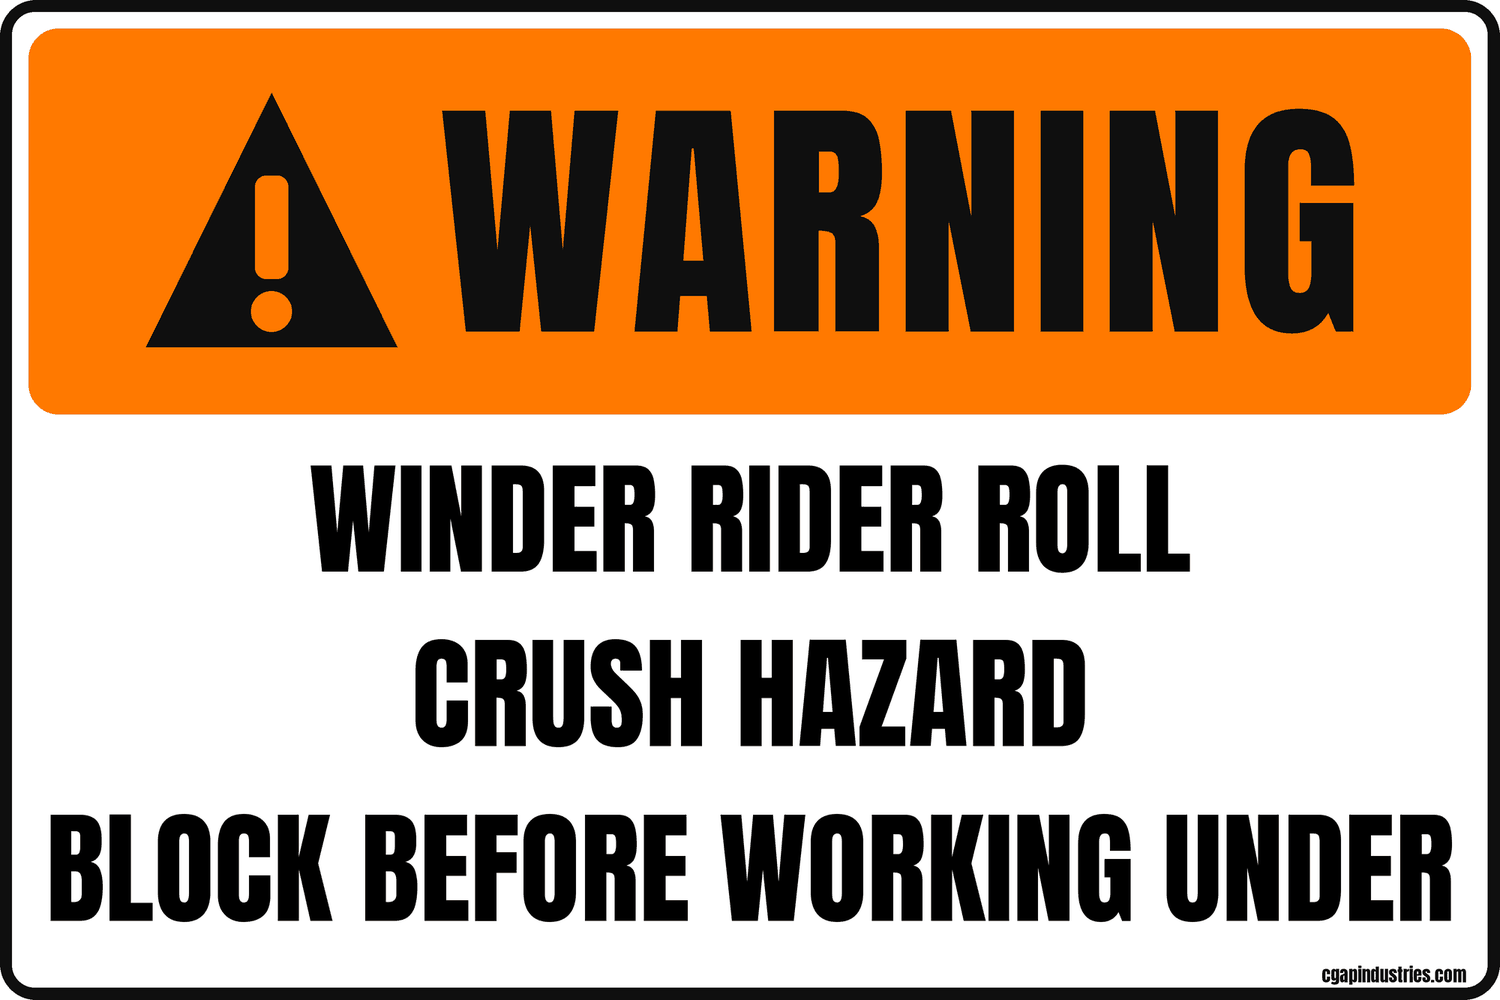 WARNING
WINDER RIDER ROLL
CRUSH HAZARD
BLOCK BEFORE WORKING UNDER
cgapindustries.com